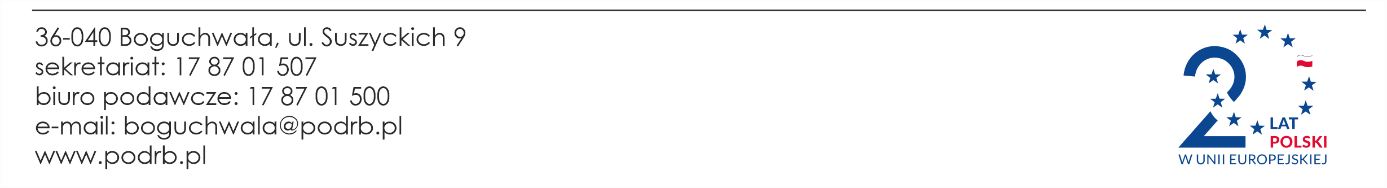 36-040 Boguchwała, ul. Suszyckich 9
sekretariat: 17 87 01 507
biuro podawcze: 17 87 01 500
e-mail: boguchwala@podrb.pl
www.podrb.pl
20 LAT
POLSKI
W UNII EUROPEJSKIEJ